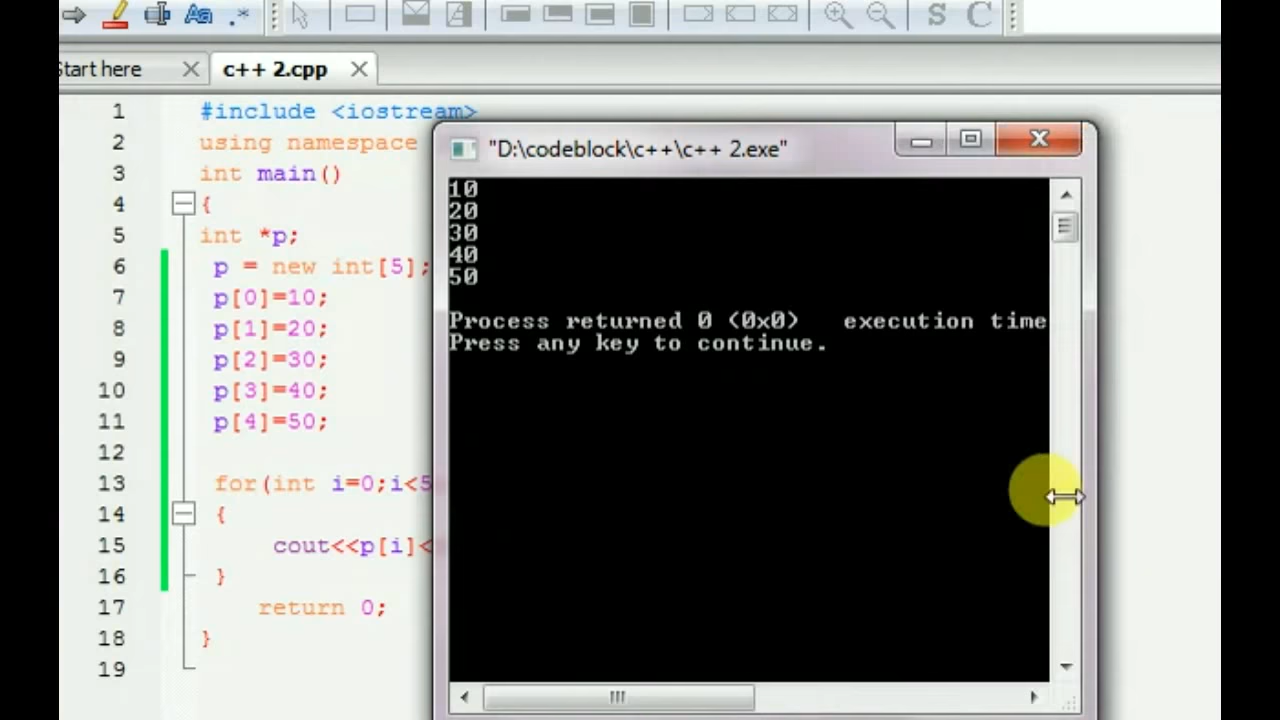 Aa .*
S C
Start here
c++ 2.cpp
1 #include <iostream>
2 using namespace
3 int main()
4 {
5 int *p;
6 p = new int[5];
7 p[0]=10;
8 p[1]=20;
9 p[2]=30;
10 p[3]=40;
11 p[4]=50;
12
13 for(int i=0;i<5
14 {
15 cout<<p[i]<
16 }
17 return 0;
18 }
19
"D:\codeblock\c++\c++ 2.exe"
10
20
30
40
50
Process returned 0 (0x0) execution time
Press any key to continue.